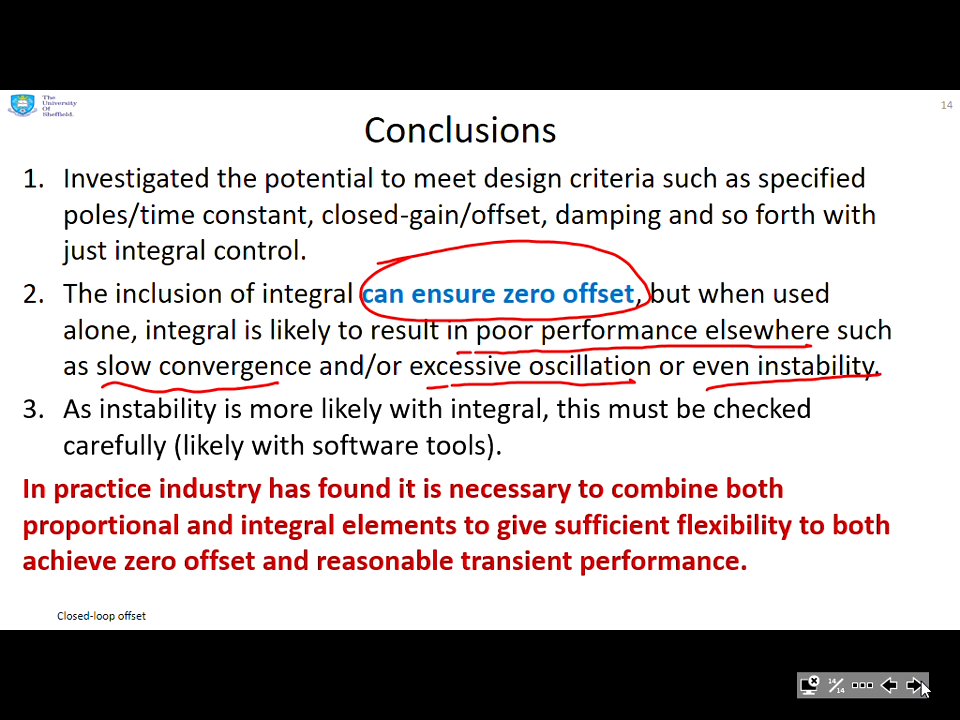 The
University
Of
Sheffield.
14
Conclusions
1. Investigated the potential to meet design criteria such as specified
poles/time constant, closed-gain/offset, damping and so forth with
just integral control.
2. The inclusion of integral can ensure zero offset, but when used
alone, integral is likely to result in poor performance elsewhere such
as slow convergence and/or excessive oscillation or even instability.
3. As instability is more likely with integral, this must be checked
carefully (likely with software tools).
In practice industry has found it is necessary to combine both
proportional and integral elements to give sufficient flexibility to both
achieve zero offset and reasonable transient performance.
Closed-loop offset
14/14